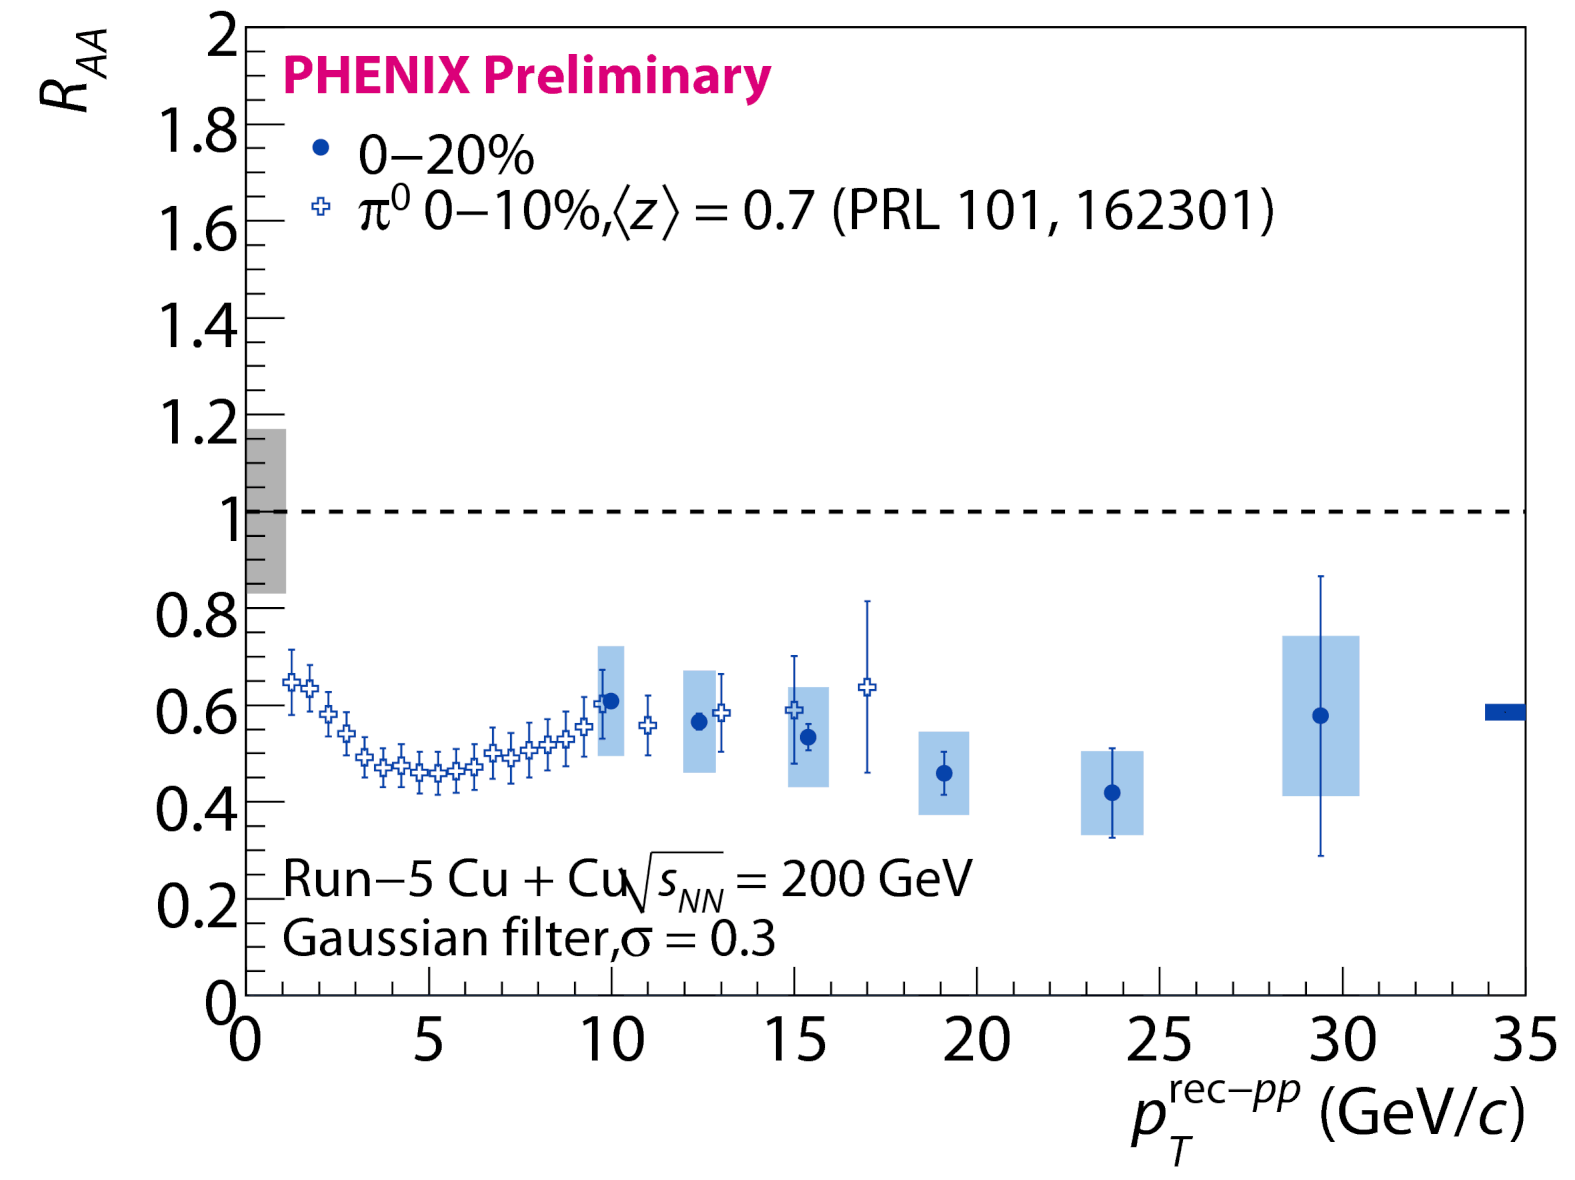 R_AA
2
1.8
1.6
1.4
1.2
1
0.8
0.6
0.4
0.2
0
PHENIX Preliminary
0−20%
π⁰ 0−10%,⟨z⟩ = 0.7 (PRL 101, 162301)
Run−5 Cu + Cu √s_NN = 200 GeV
Gaussian filter,σ = 0.3
0 5 10 15 20 25 30 35
p_T^rec−pp (GeV/c)